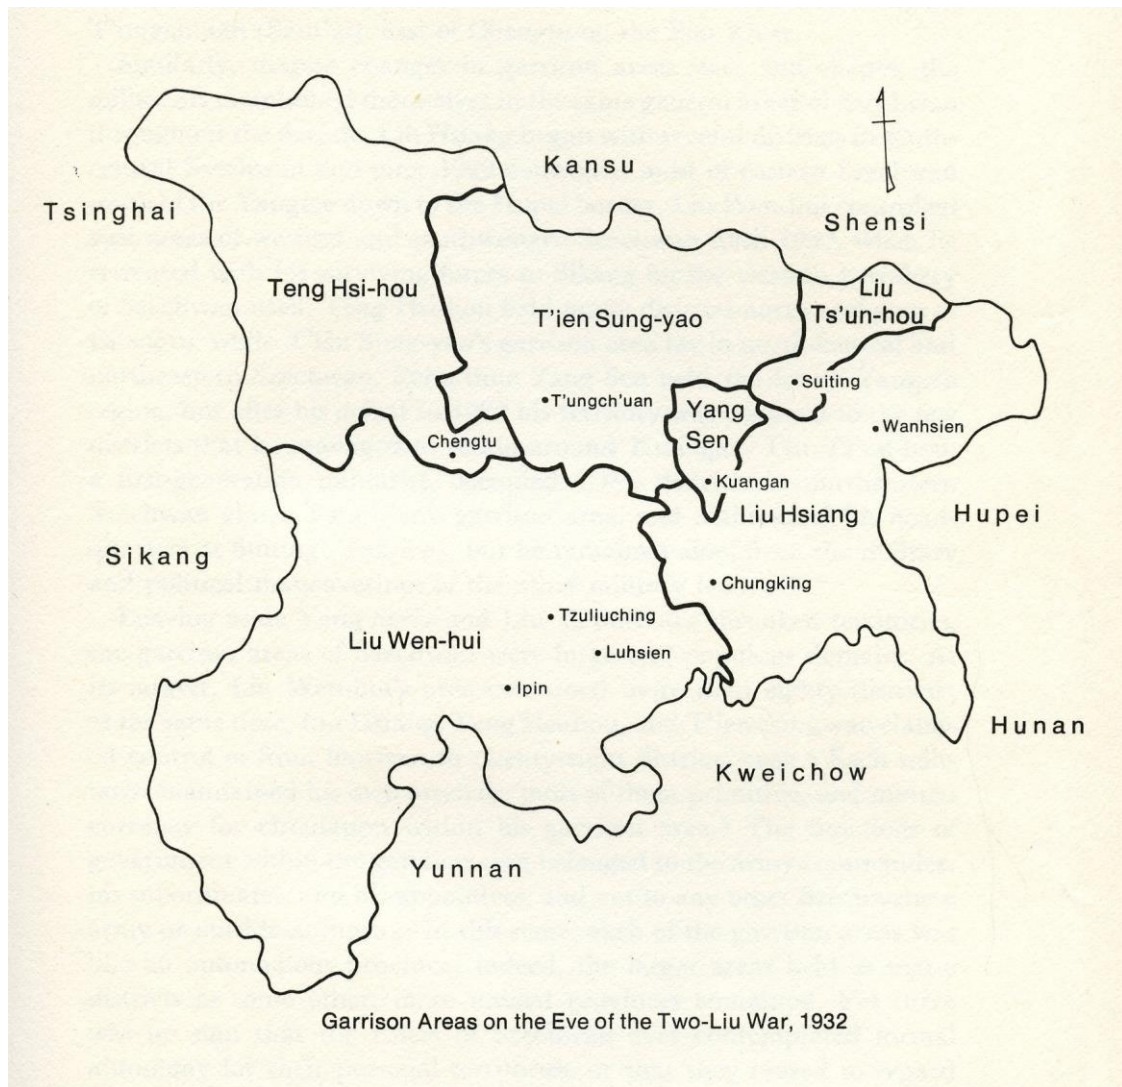 Kansu
Tsinghai
Shensi
Teng Hsi-hou
Liu
Ts'un-hou
T'ien Sung-yao
Suiting
T'ungch'uan
Yang
Sen
Wanhsien
Chengtu
Kuangan
Liu Hsiang
Hupei
Sikang
Chungking
Tzuliuching
Liu Wen-hui
Luhsien
Ipin
Hunan
Kweichow
Yunnan
Garrison Areas on the Eve of the Two-Liu War, 1932